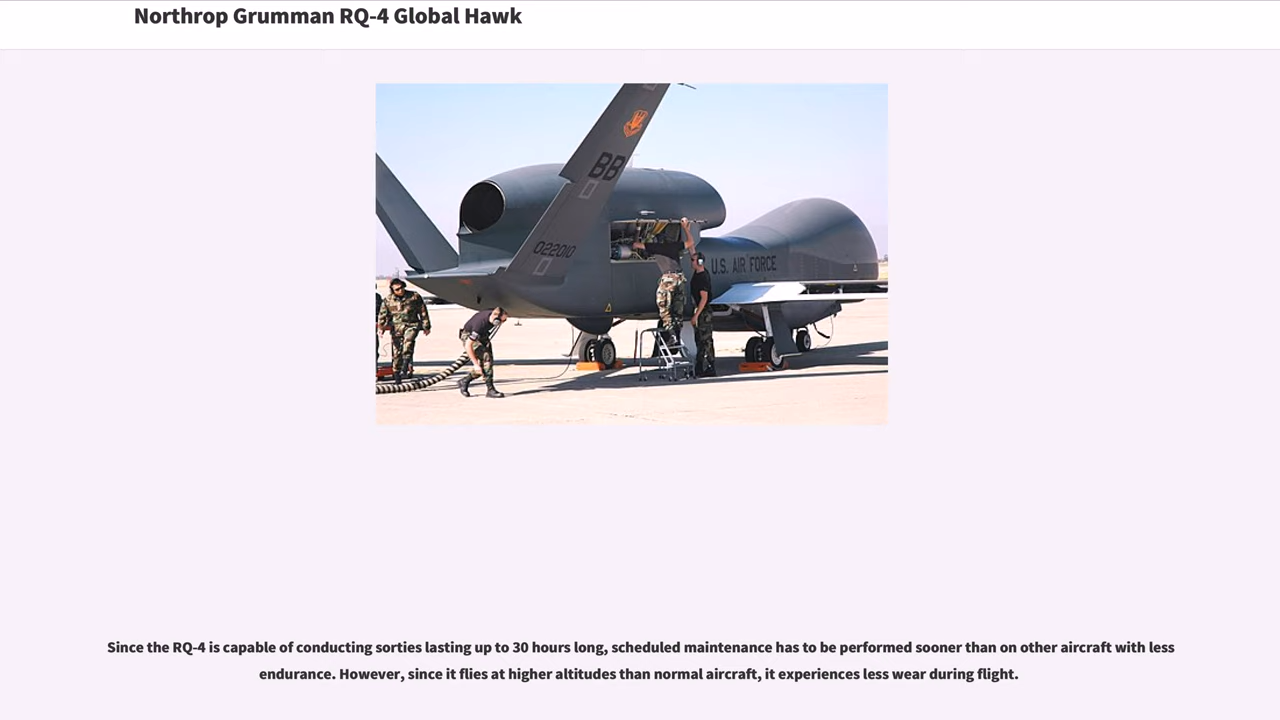 Northrop Grumman RQ-4 Global Hawk
BB
022010
U.S. AIR FORCE
Since the RQ-4 is capable of conducting sorties lasting up to 30 hours long, scheduled maintenance has to be performed sooner than on other aircraft with less
endurance. However, since it flies at higher altitudes than normal aircraft, it experiences less wear during flight.